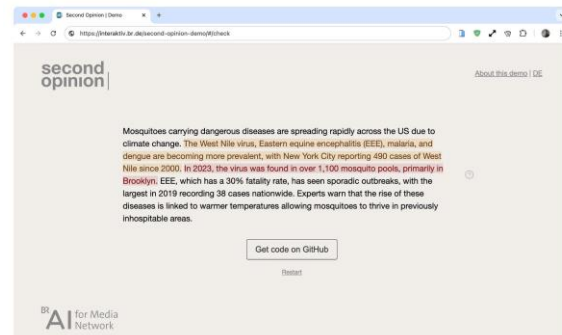 Second Opinion | Demo
https://interaktiv.br.de/second-opinion-demo/#/check
second
opinion
About this demo | DE
Mosquitoes carrying dangerous diseases are spreading rapidly across the US due to
climate change. The West Nile virus, Eastern equine encephalitis (EEE), malaria, and
dengue are becoming more prevalent, with New York City reporting 490 cases of West
Nile since 2000. In 2023, the virus was found in over 1,100 mosquito pools, primarily in
Brooklyn. EEE, which has a 30% fatality rate, has seen sporadic outbreaks, with the
largest in 2019 recording 38 cases nationwide. Experts warn that the rise of these
diseases is linked to warmer temperatures allowing mosquitoes to thrive in previously
inhospitable areas.
Get code on GitHub
Restart
BR AI for Media
Network